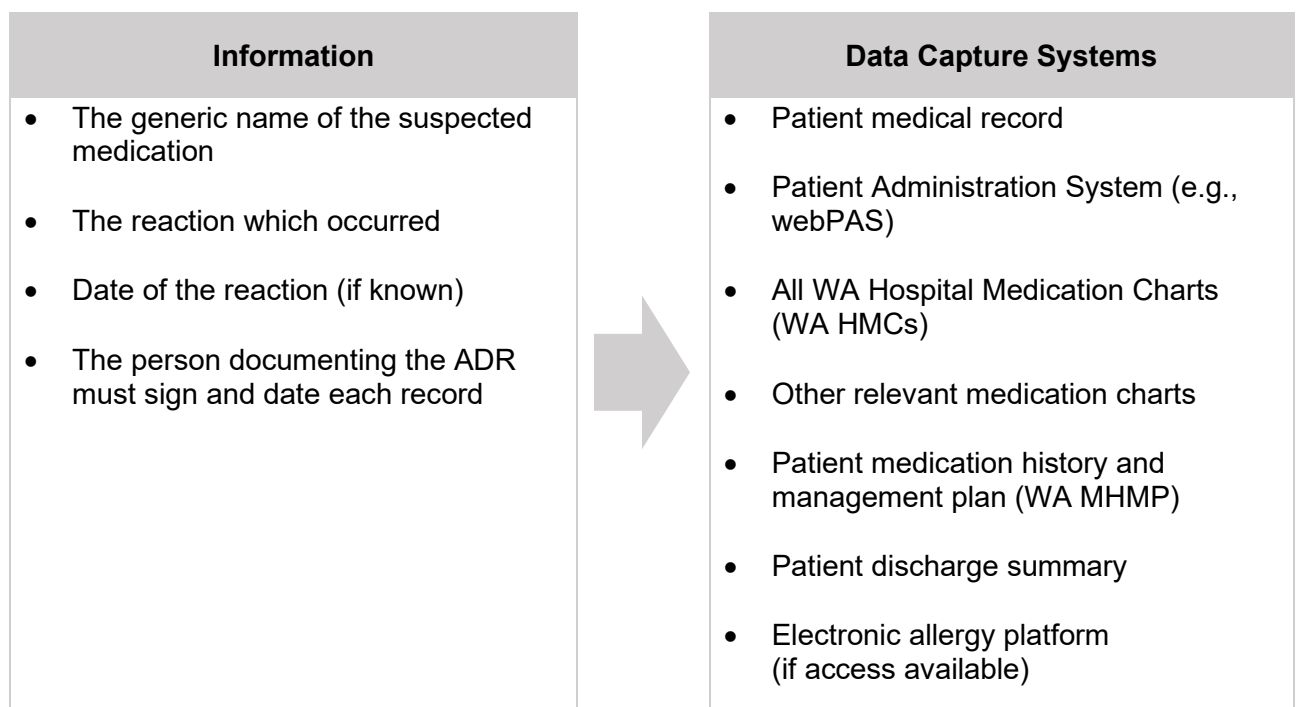 Information
• The generic name of the suspected
medication
• The reaction which occurred
• Date of the reaction (if known)
• The person documenting the ADR
must sign and date each record
Data Capture Systems
• Patient medical record
• Patient Administration System (e.g.,
webPAS)
• All WA Hospital Medication Charts
(WA HMCs)
• Other relevant medication charts
• Patient medication history and
management plan (WA MHMP)
• Patient discharge summary
• Electronic allergy platform
(if access available)